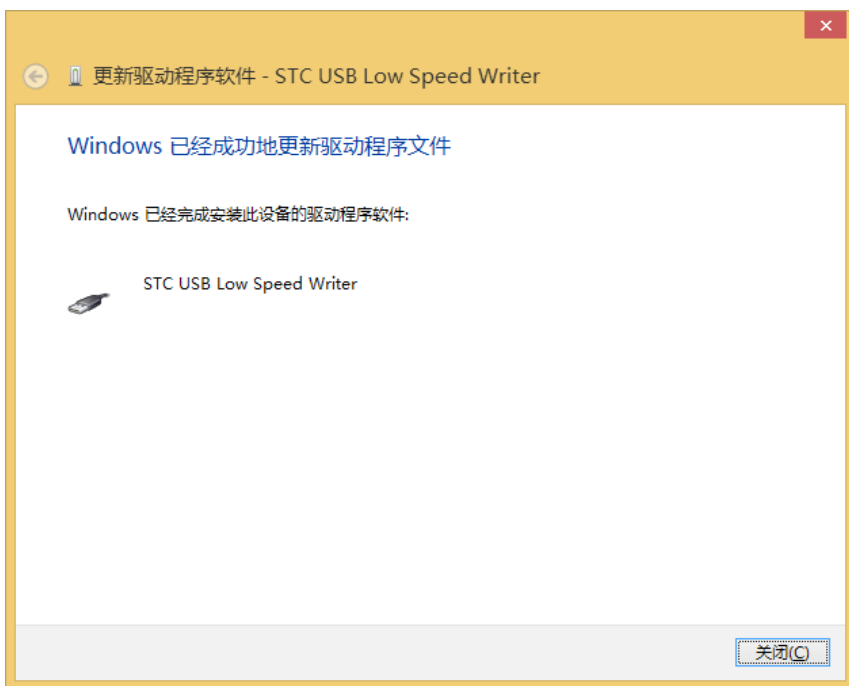 更新驱动程序软件 - STC USB Low Speed Writer
Windows 已经成功地更新驱动程序文件
Windows 已经完成安装此设备的驱动程序软件:
STC USB Low Speed Writer
关闭(C)